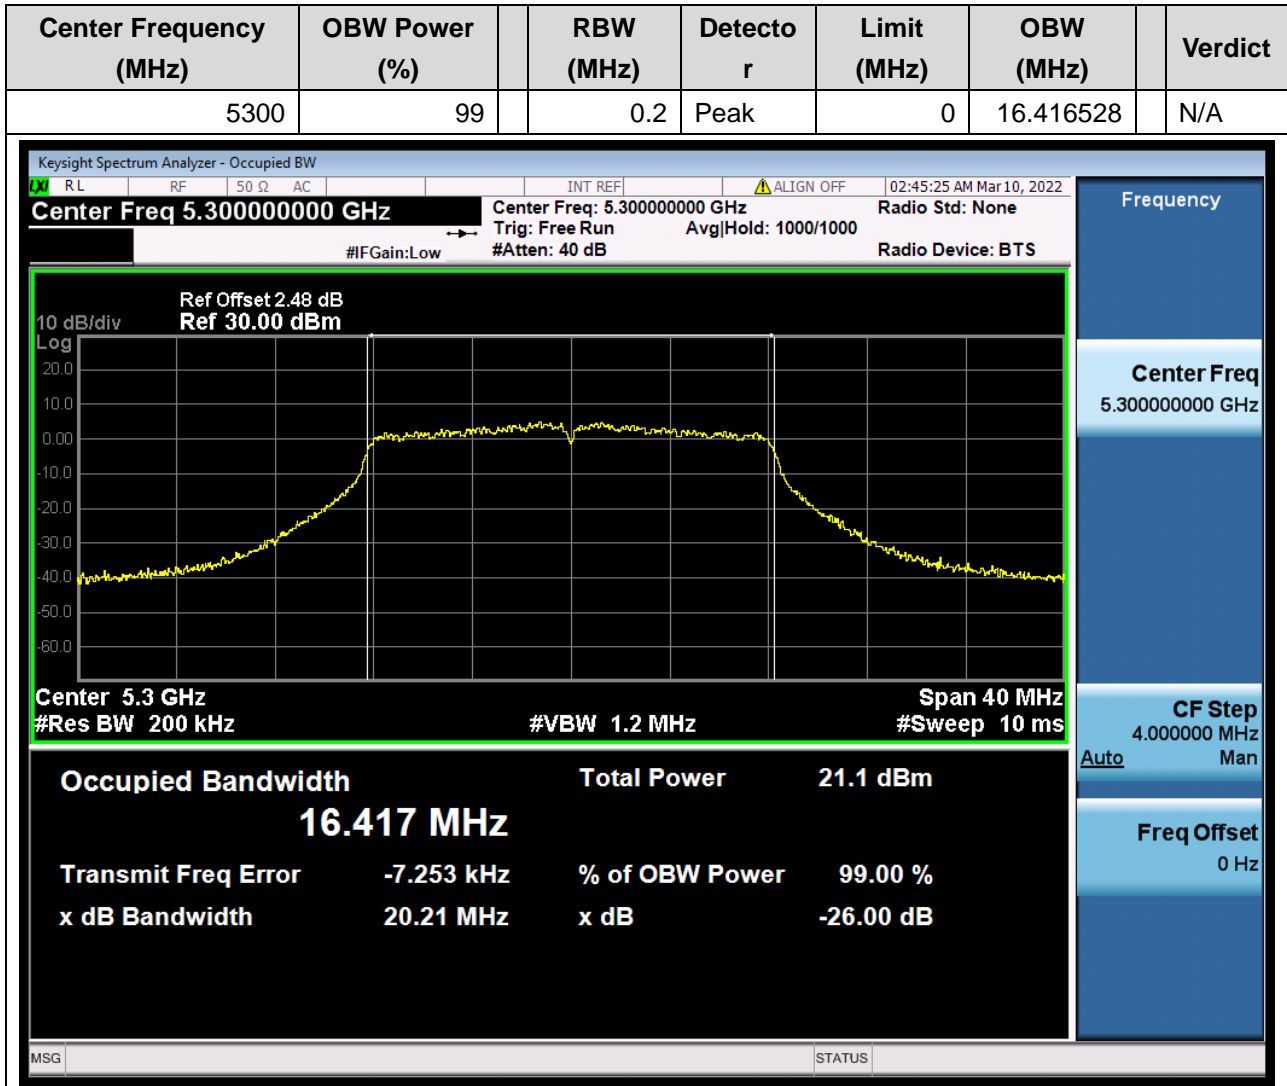 Center Frequency (MHz) OBW Power (%) RBW (MHz) Detector Limit (MHz) OBW (MHz) Verdict
5300 99 0.2 Peak 0 16.416528 N/A
Keysight Spectrum Analyzer - Occupied BW
LXI RL RF 50 Ω AC INT REF ALIGN OFF 02:45:25 AM Mar 10, 2022
Center Freq 5.300000000 GHz Center Freq: 5.300000000 GHz Radio Std: None
Trig: Free Run Avg|Hold: 1000/1000
#IFGain:Low #Atten: 40 dB Radio Device: BTS
Frequency
Ref Offset 2.48 dB
10 dB/div Ref 30.00 dBm
Log
20.0
10.0
0.00
-10.0
-20.0
-30.0
-40.0
-50.0
-60.0
Center 5.3 GHz Span 40 MHz
#Res BW 200 kHz #VBW 1.2 MHz #Sweep 10 ms
Occupied Bandwidth Total Power 21.1 dBm
16.417 MHz
Transmit Freq Error -7.253 kHz % of OBW Power 99.00 %
x dB Bandwidth 20.21 MHz x dB -26.00 dB
Center Freq
5.300000000 GHz
CF Step
4.000000 MHz
Auto Man
Freq Offset
0 Hz
MSG STATUS